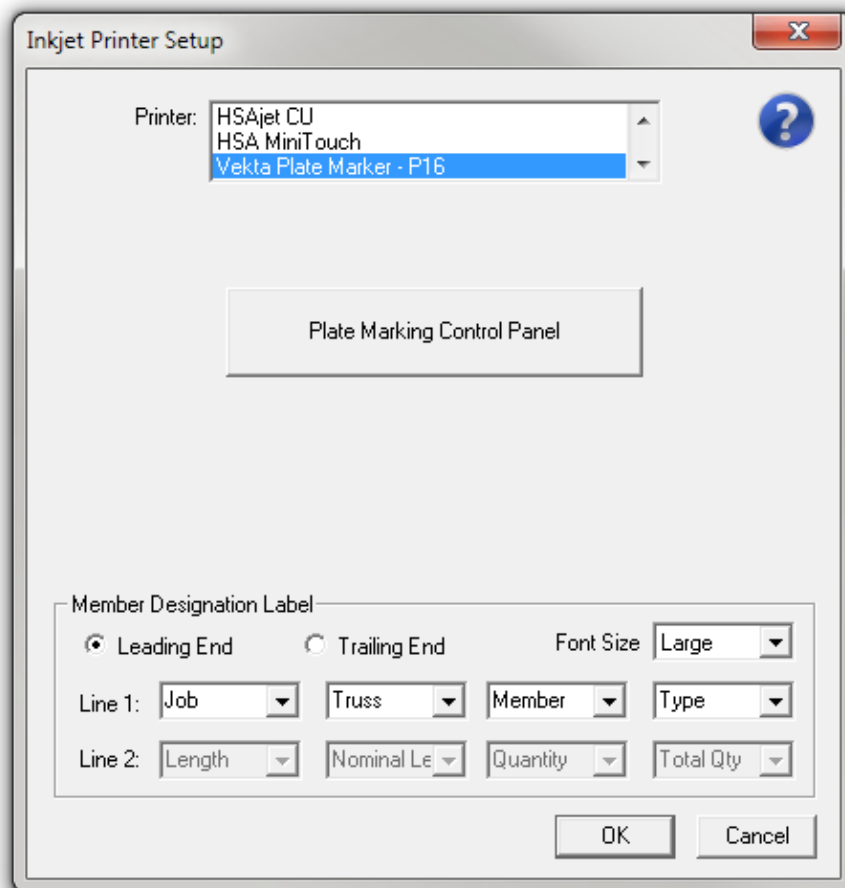 Inkjet Printer Setup
Printer: HSAjet CU
HSA MiniTouch
Vekta Plate Marker - P16
?
Plate Marking Control Panel
Member Designation Label
Leading End Trailing End Font Size Large
Line 1: Job Truss Member Type
Line 2: Length Nominal Le Quantity Total Qty
OK Cancel